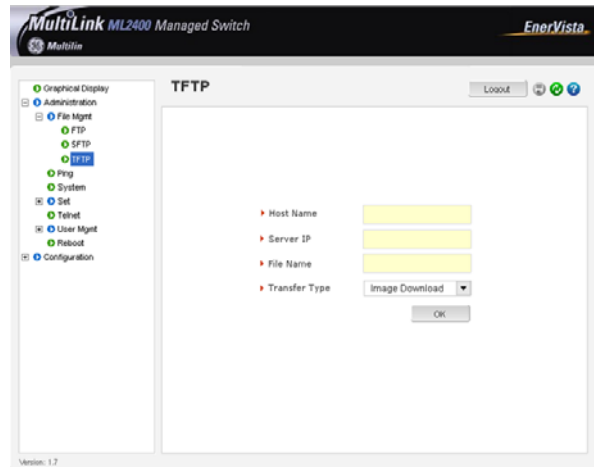 MultiLink ML2400 Managed Switch
EnerVista
Multilin
TFTP
Logout
Graphical Display
Administration
File Mgmt
FTP
SFTP
TFTP
Ping
System
Set
Telnet
User Mgmt
Reboot
Configuration
Host Name
Server IP
File Name
Transfer Type
Image Download
OK
Version: 1.7